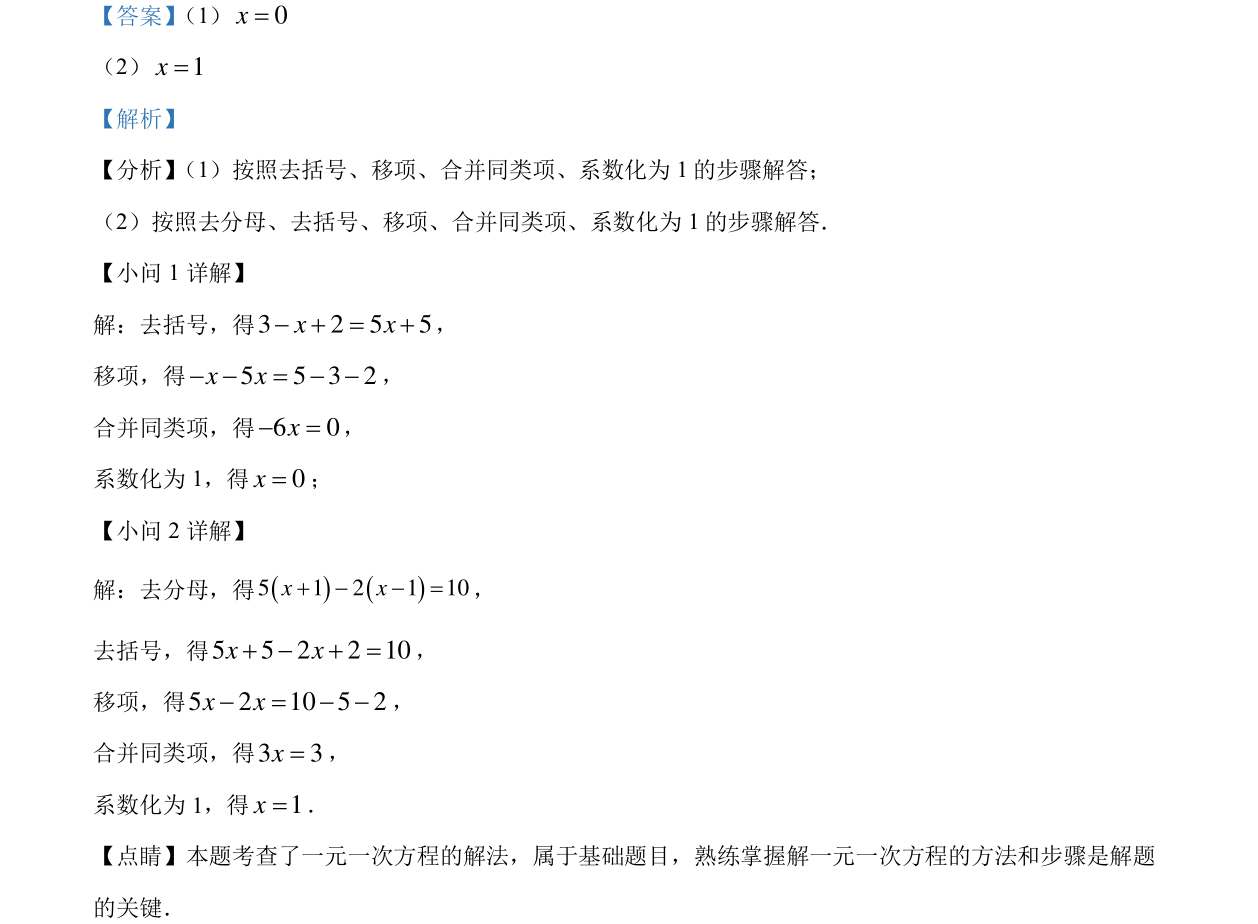 【答案】（1）x=0
（2）x=1
【解析】
【分析】（1）按照去括号、移项、合并同类项、系数化为 1 的步骤解答；
（2）按照去分母、去括号、移项、合并同类项、系数化为 1 的步骤解答．
【小问 1 详解】
解：去括号，得3−x+2=5x+5，
移项，得−x−5x=5−3−2，
合并同类项，得−6x=0，
系数化为 1，得x=0；
【小问 2 详解】
解：去分母，得5(x+1)−2(x−1)=10，
去括号，得5x+5−2x+2=10，
移项，得5x−2x=10−5−2，
合并同类项，得3x=3，
系数化为 1，得x=1．
【点睛】本题考查了一元一次方程的解法，属于基础题目，熟练掌握解一元一次方程的方法和步骤是解题
的关键．